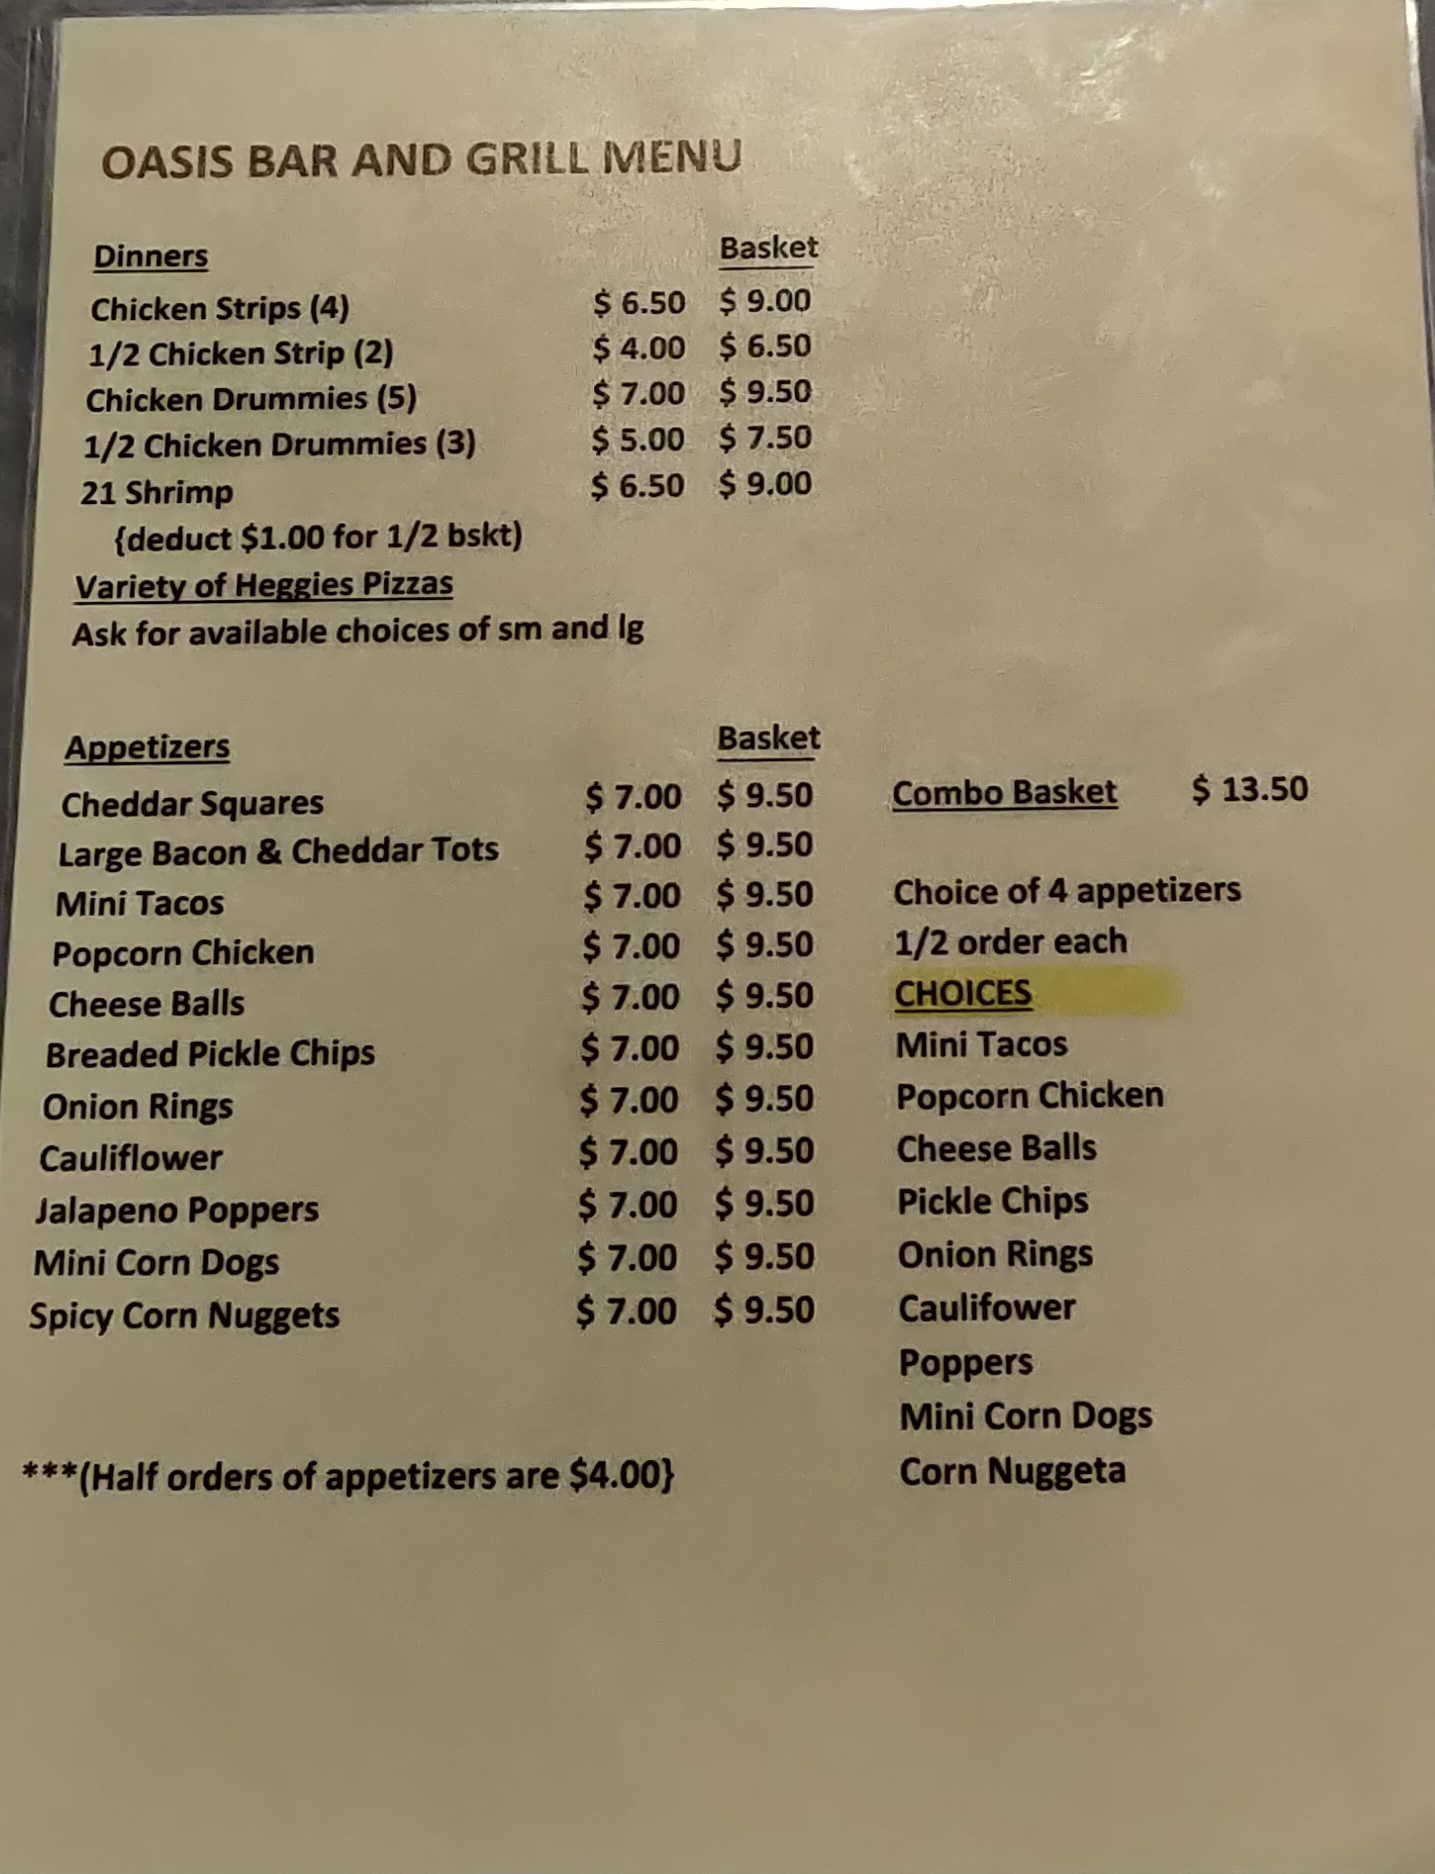 OASIS BAR AND GRILL MENU
Dinners Basket
Chicken Strips (4) $ 6.50 $ 9.00
1/2 Chicken Strip (2) $ 4.00 $ 6.50
Chicken Drummies (5) $ 7.00 $ 9.50
1/2 Chicken Drummies (3) $ 5.00 $ 7.50
21 Shrimp $ 6.50 $ 9.00
{deduct $1.00 for 1/2 bskt)
Variety of Heggies Pizzas
Ask for available choices of sm and lg
Appetizers Basket
Cheddar Squares $ 7.00 $ 9.50
Large Bacon & Cheddar Tots $ 7.00 $ 9.50
Mini Tacos $ 7.00 $ 9.50
Popcorn Chicken $ 7.00 $ 9.50
Cheese Balls $ 7.00 $ 9.50
Breaded Pickle Chips $ 7.00 $ 9.50
Onion Rings $ 7.00 $ 9.50
Cauliflower $ 7.00 $ 9.50
Jalapeno Poppers $ 7.00 $ 9.50
Mini Corn Dogs $ 7.00 $ 9.50
Spicy Corn Nuggets $ 7.00 $ 9.50
***(Half orders of appetizers are $4.00}
Combo Basket $ 13.50
Choice of 4 appetizers
1/2 order each
CHOICES
Mini Tacos
Popcorn Chicken
Cheese Balls
Pickle Chips
Onion Rings
Caulifower
Poppers
Mini Corn Dogs
Corn Nuggeta